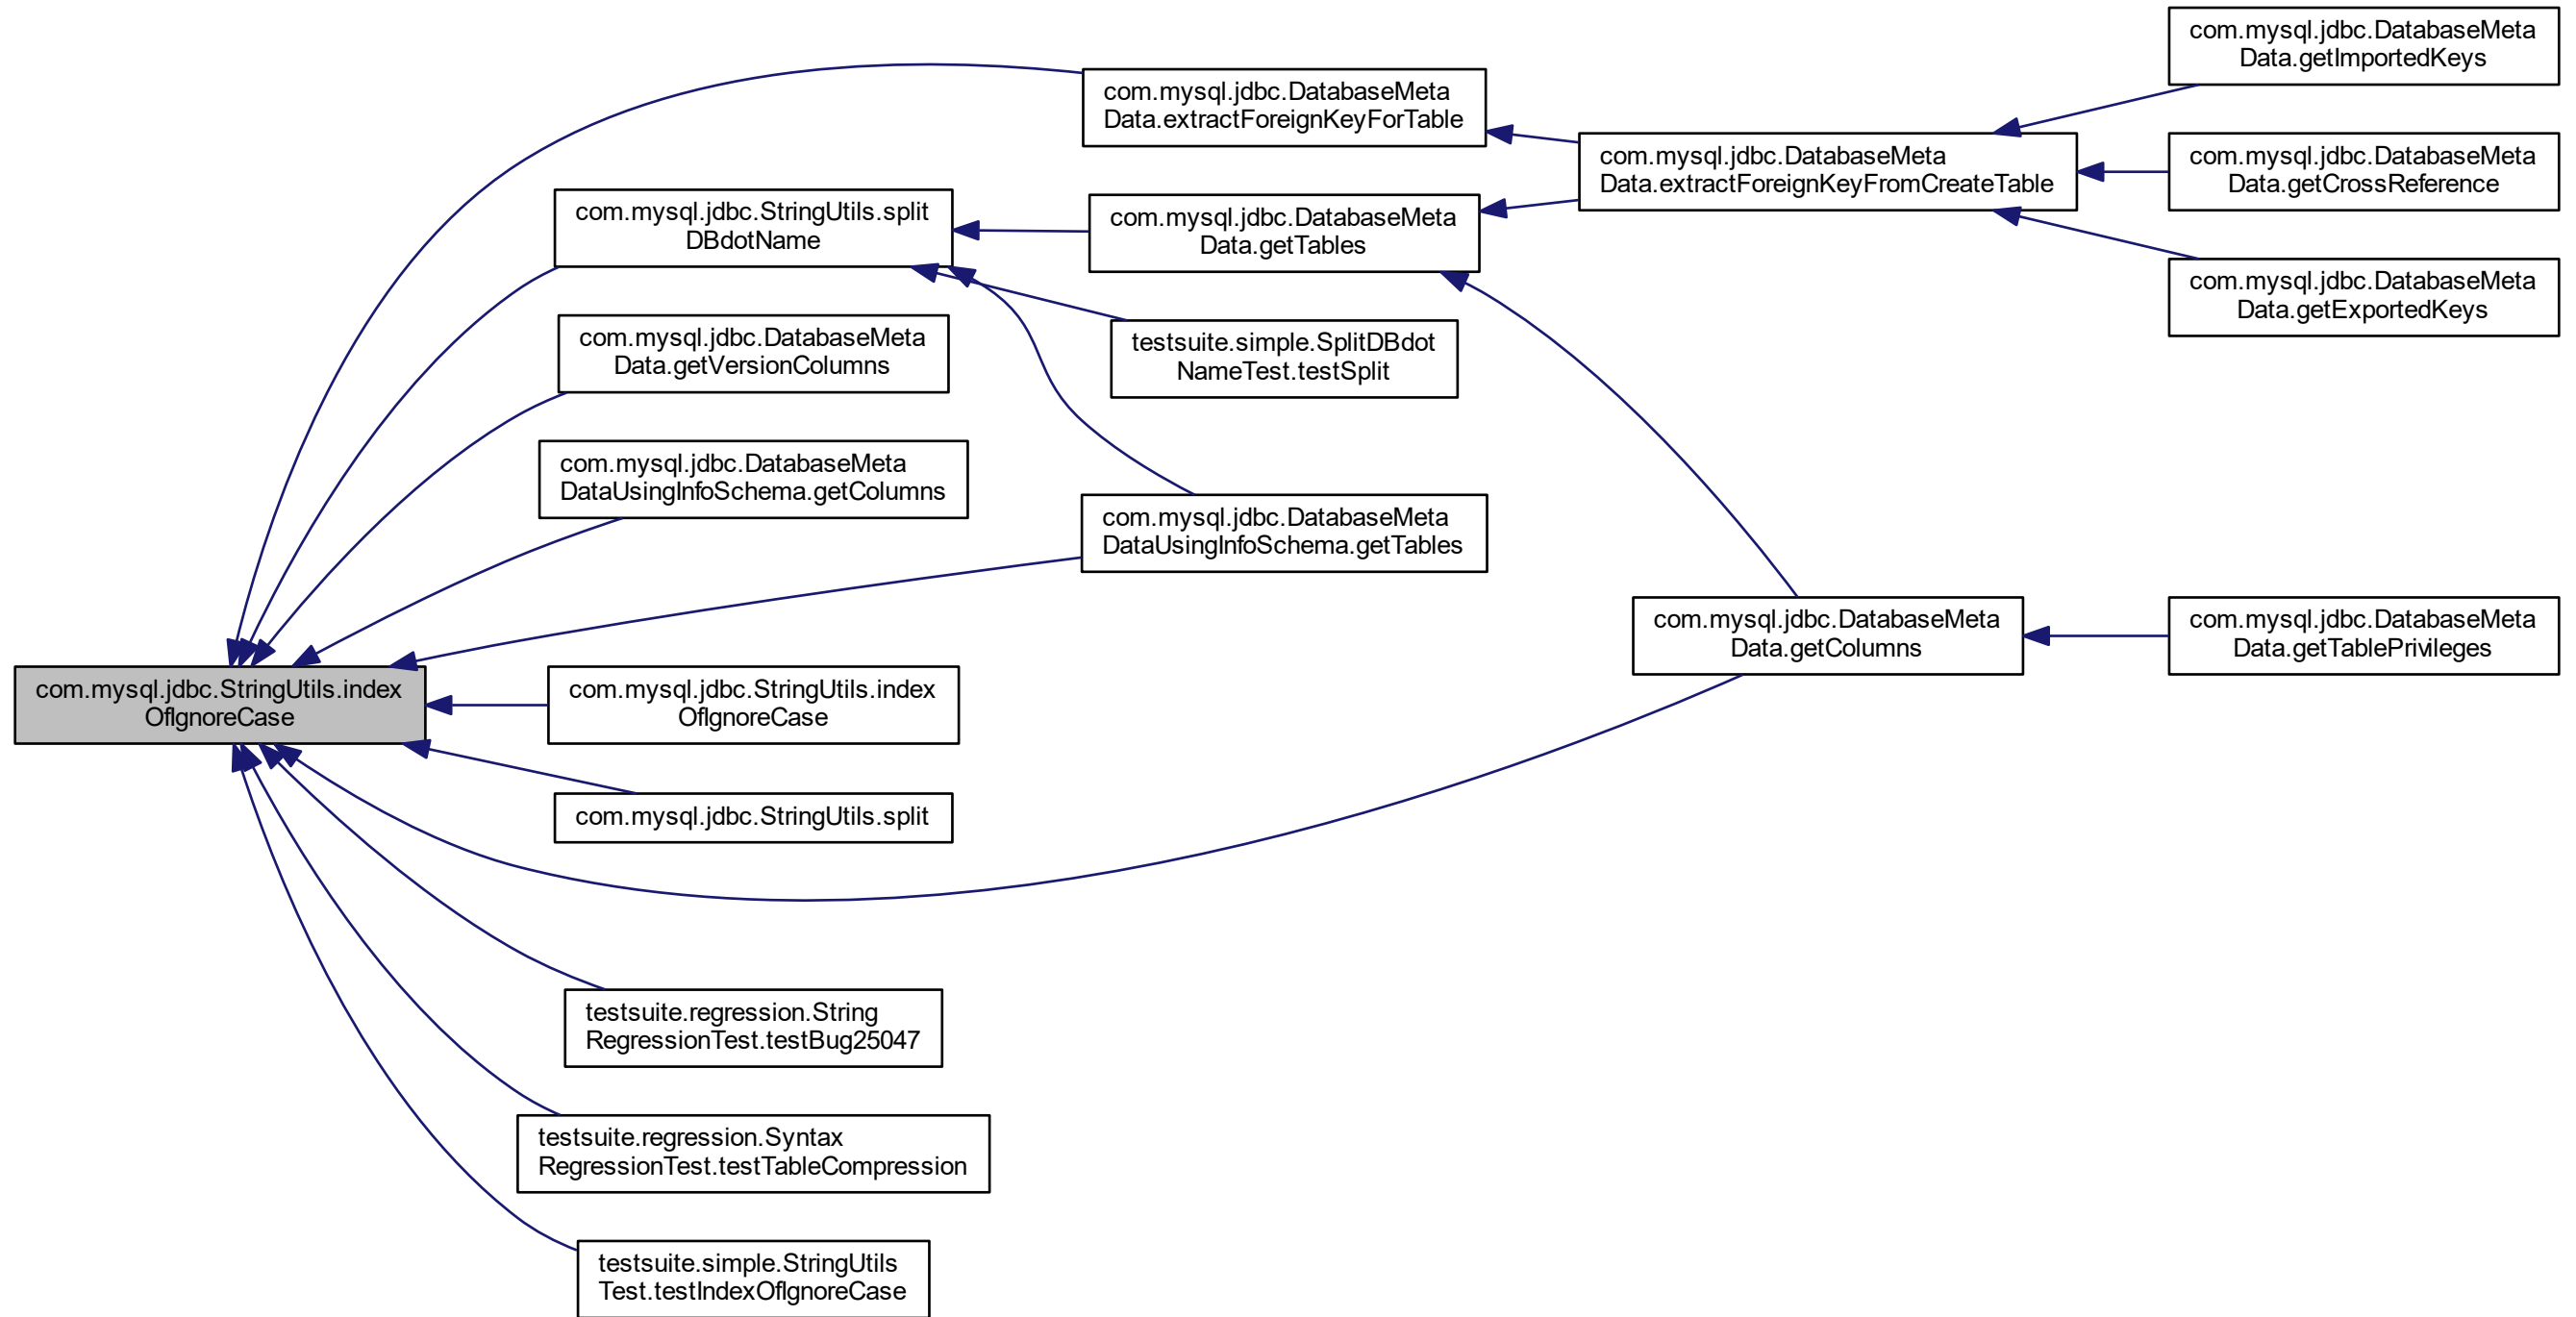 com.mysql.jdbc.DatabaseMeta
Data.getImportedKeys
com.mysql.jdbc.DatabaseMeta
Data.extractForeignKeyForTable
com.mysql.jdbc.DatabaseMeta
Data.extractForeignKeyFromCreateTable
com.mysql.jdbc.DatabaseMeta
Data.getCrossReference
com.mysql.jdbc.StringUtils.split
DBdotName
com.mysql.jdbc.DatabaseMeta
Data.getTables
com.mysql.jdbc.DatabaseMeta
Data.getExportedKeys
com.mysql.jdbc.DatabaseMeta
Data.getVersionColumns
testsuite.simple.SplitDBdot
NameTest.testSplit
com.mysql.jdbc.DatabaseMeta
DataUsingInfoSchema.getColumns
com.mysql.jdbc.DatabaseMeta
DataUsingInfoSchema.getTables
com.mysql.jdbc.DatabaseMeta
Data.getColumns
com.mysql.jdbc.DatabaseMeta
Data.getTablePrivileges
com.mysql.jdbc.StringUtils.index
OfIgnoreCase
com.mysql.jdbc.StringUtils.index
OfIgnoreCase
com.mysql.jdbc.StringUtils.split
testsuite.regression.String
RegressionTest.testBug25047
testsuite.regression.Syntax
RegressionTest.testTableCompression
testsuite.simple.StringUtils
Test.testIndexOfIgnoreCase